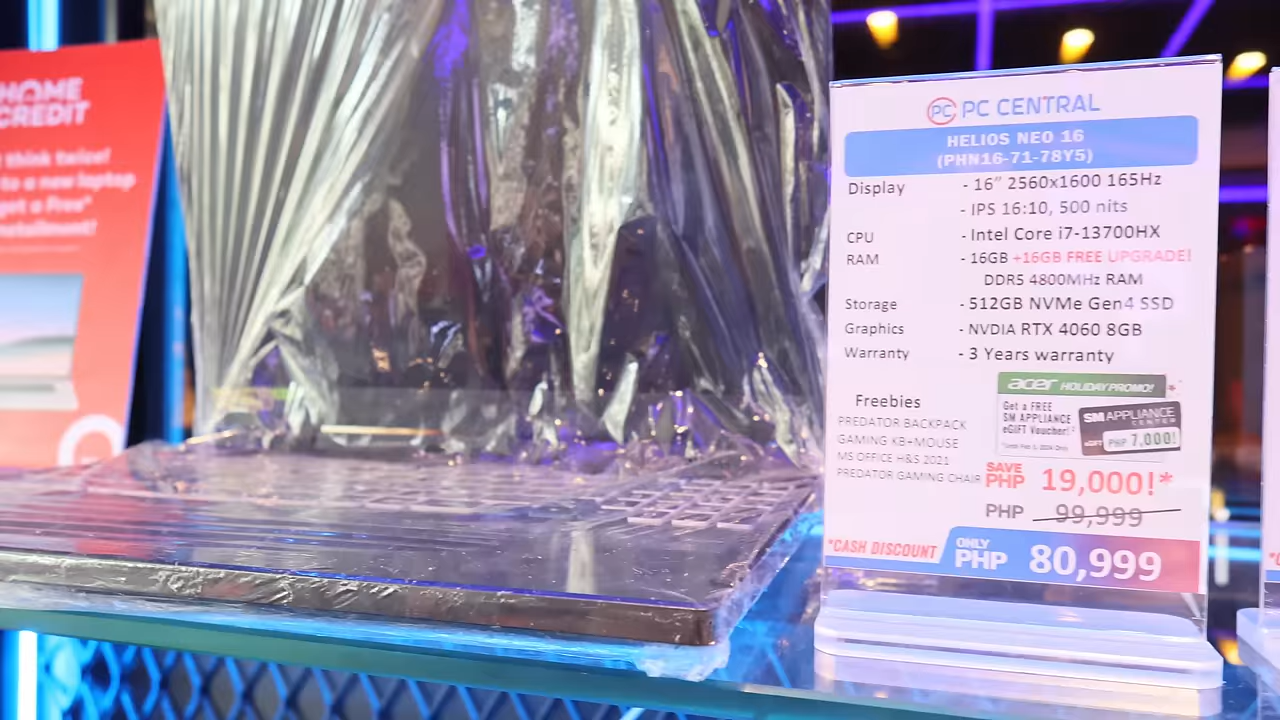 HOME
CREDIT
think twice!
to a new laptop
get a Free*
PC PC CENTRAL
HELIOS NEO 16
(PHN16-71-78Y5)
Display - 16” 2560x1600 165Hz
- IPS 16:10, 500 nits
CPU - Intel Core i7-13700HX
RAM - 16GB +16GB FREE UPGRADE!
DDR5 4800MHz RAM
Storage - 512GB NVMe Gen4 SSD
Graphics - NVDIA RTX 4060 8GB
Warranty - 3 Years warranty
acer HOLIDAY PROMO!*
Get a FREE
SM APPLIANCE
eGIFT Voucher!
SM APPLIANCE
CENTER
eGIFT PHP 7,000!
Freebies
PREDATOR BACKPACK
GAMING KB+MOUSE
MS OFFICE H&S 2021
PREDATOR GAMING CHAIR
SAVE
PHP 19,000!*
PHP 99,999
*CASH DISCOUNT
ONLY
PHP 80,999